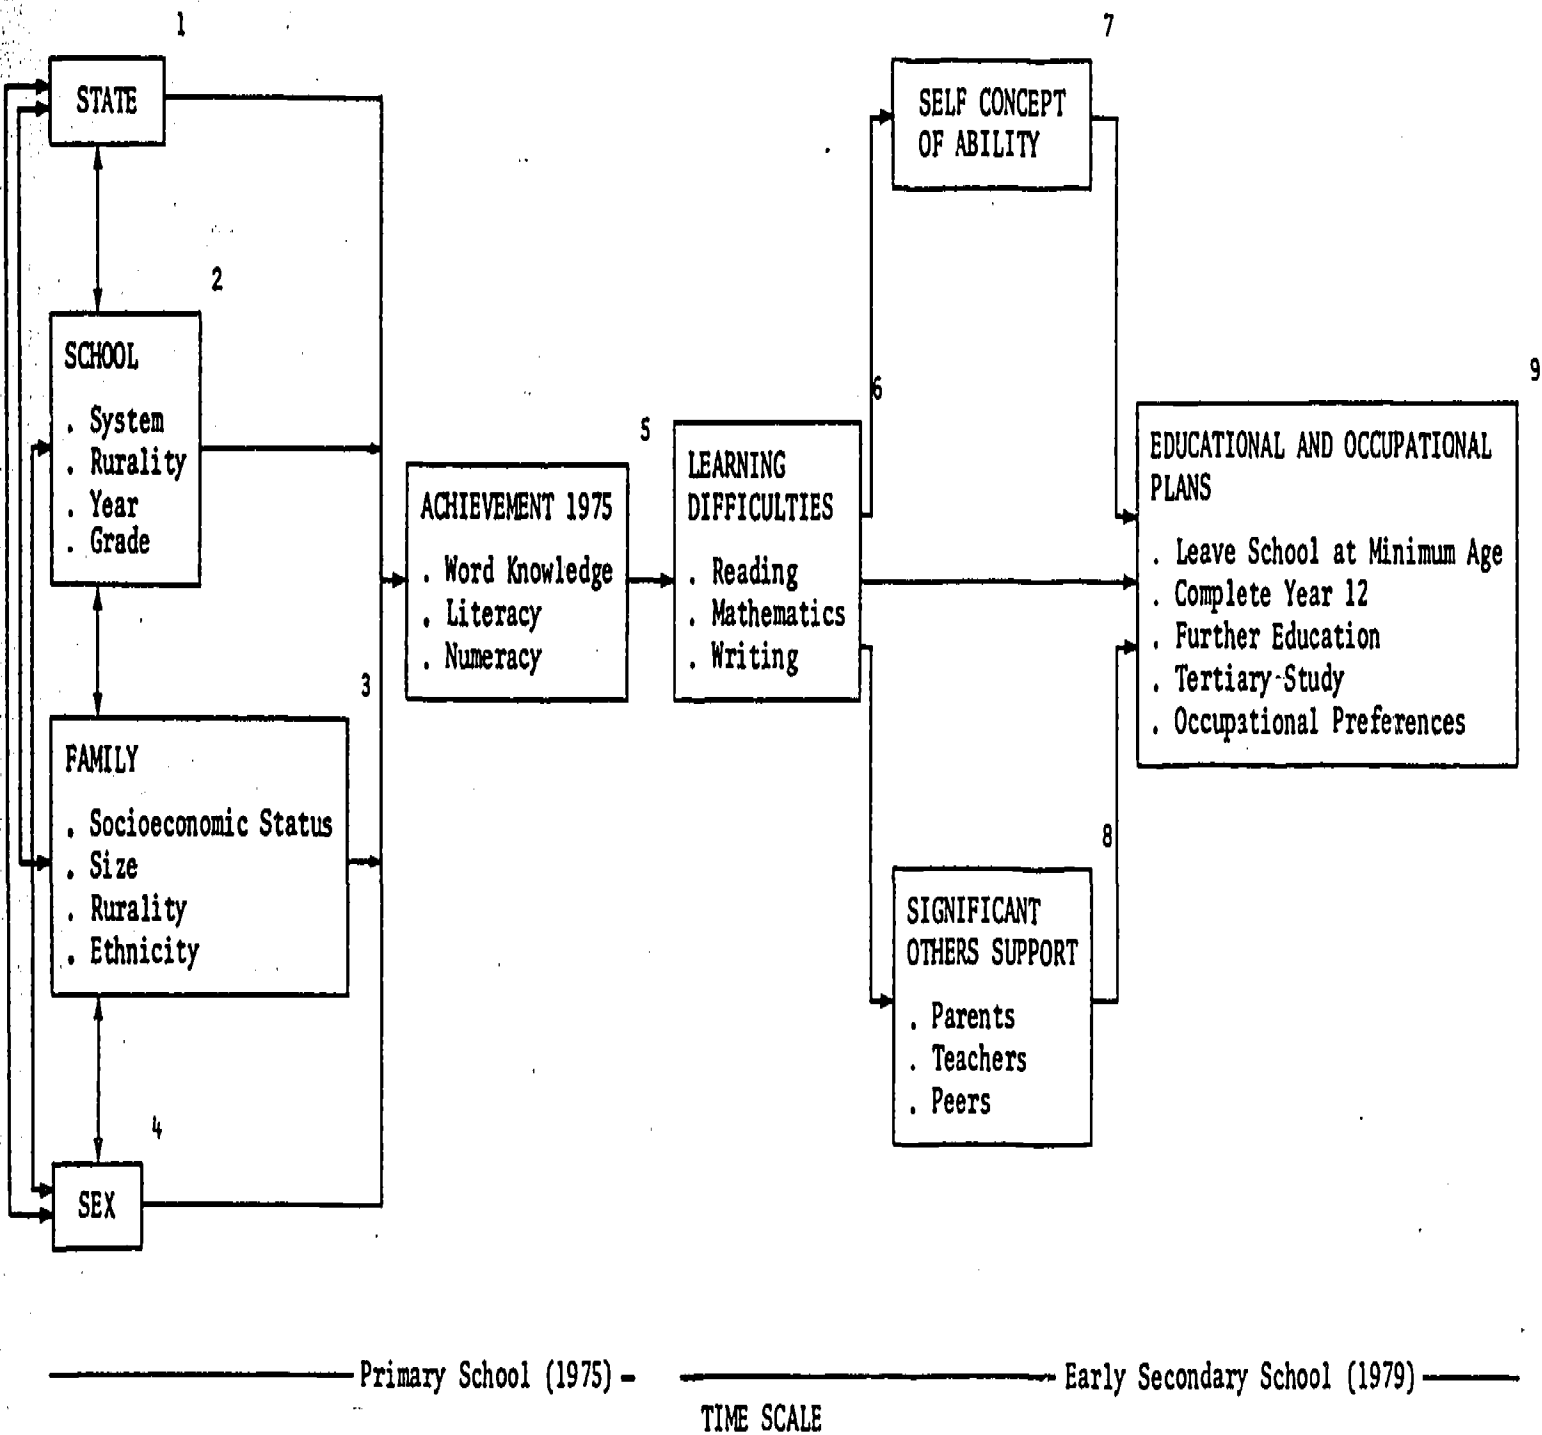 1
STATE
2
SCHOOL
. System
. Rurality
. Year
. Grade
3
FAMILY
. Socioeconomic Status
. Size
. Rurality
. Ethnicity
4
SEX
5
ACHIEVEMENT 1975
. Word Knowledge
. Literacy
. Numeracy
6
LEARNING
DIFFICULTIES
. Reading
. Mathematics
. Writing
7
SELF CONCEPT
OF ABILITY
8
SIGNIFICANT
OTHERS SUPPORT
. Parents
. Teachers
. Peers
9
EDUCATIONAL AND OCCUPATIONAL
PLANS
. Leave School at Minimum Age
. Complete Year 12
. Further Education
. Tertiary Study
. Occupational Preferences
Primary School (1975)
Early Secondary School (1979)
TIME SCALE